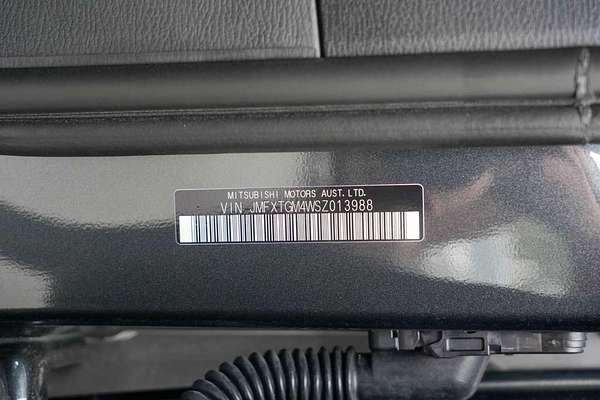 MITSUBISHI MOTORS AUST. LTD.
VIN JMFXTGM4WSZ013988